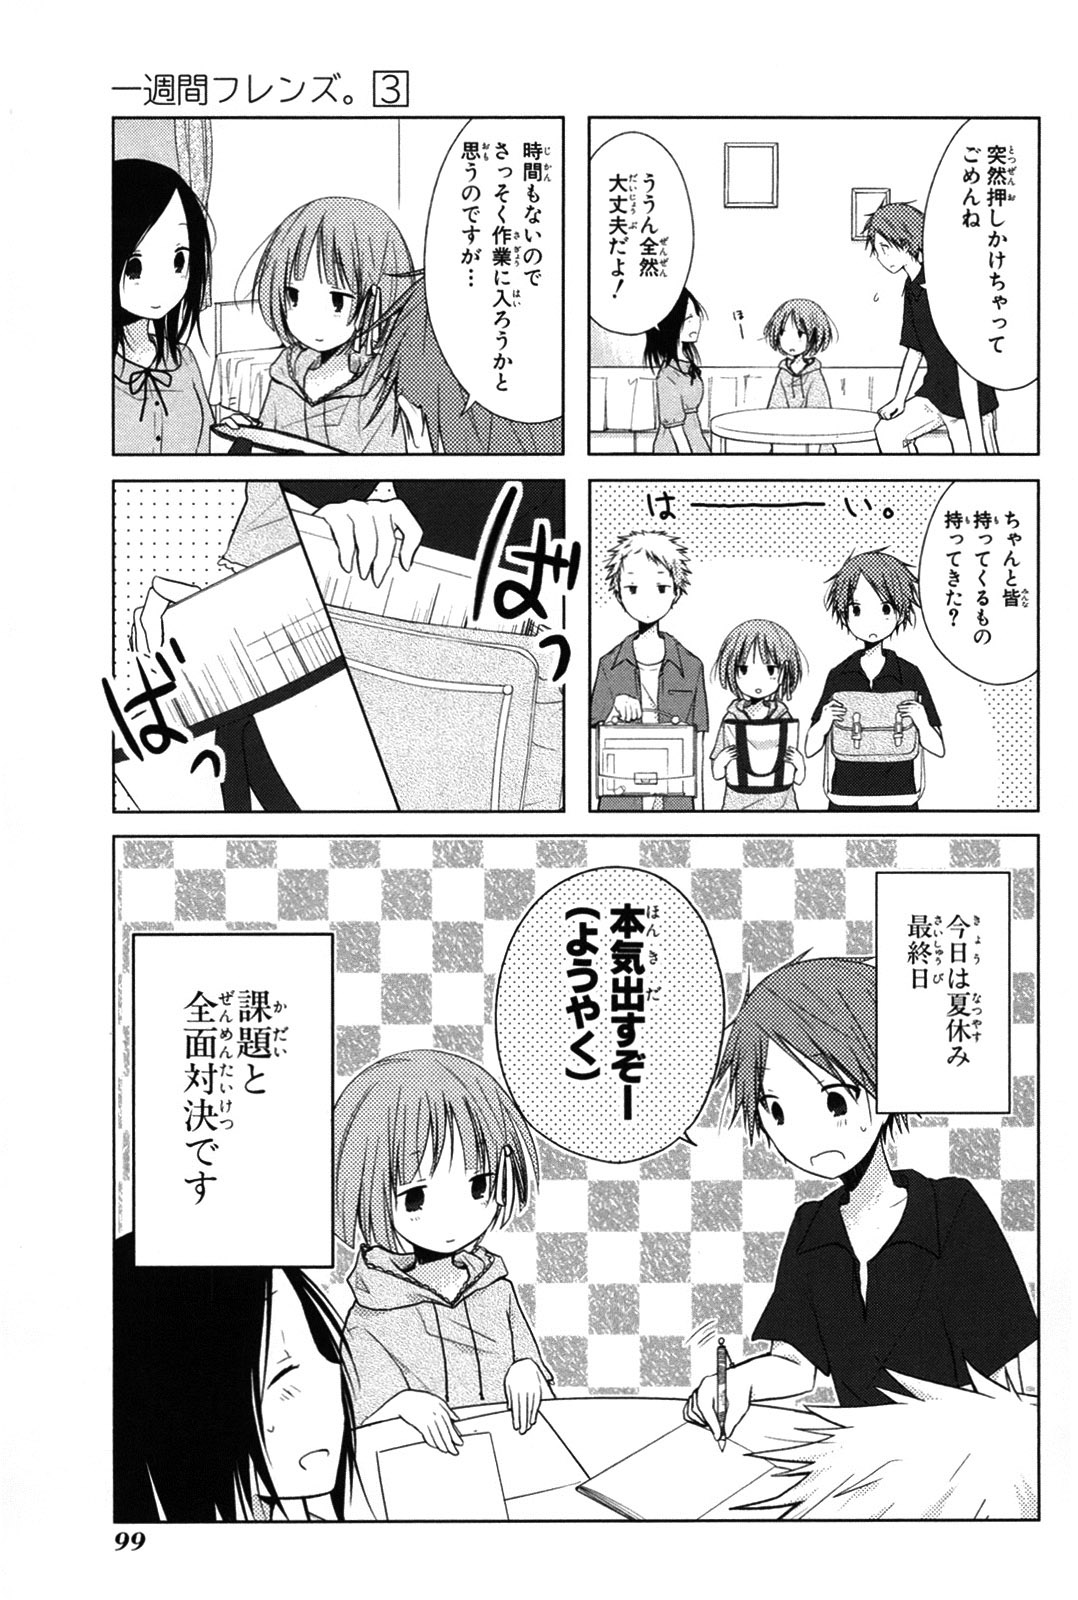 一週間フレンズ。3
突然押しかけちゃって
ごめんね
ううん全然
大丈夫だよ！
ほー
時間もないので
さっそく作業に入ろうかと
思うのですが…
ちゃんと皆
持ってくるもの
持ってきた？
はーーい。
ばっ
ばっ
今日は夏休み
最終日
本気出すぞー
(ようやく)
課題と
全面対決です
99